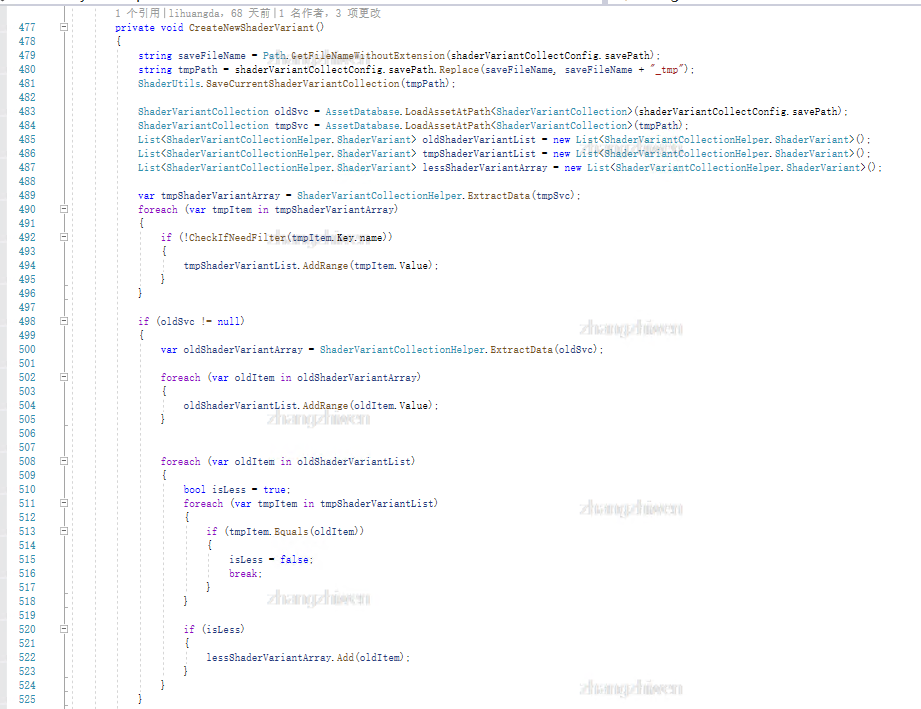 1 个引用|lihuangda，68 天前|1 名作者，3 项更改
477 private void CreateNewShaderVariant()
478 {
479 string saveFileName = Path.GetFileNameWithoutExtension(shaderVariantCollectConfig.savePath);
480 string tmpPath = shaderVariantCollectConfig.savePath.Replace(saveFileName, saveFileName + "_tmp");
481 ShaderUtils.SaveCurrentShaderVariantCollection(tmpPath);
482
483 ShaderVariantCollection oldSvc = AssetDatabase.LoadAssetAtPath<ShaderVariantCollection>(shaderVariantCollectConfig.savePath);
484 ShaderVariantCollection tmpSvc = AssetDatabase.LoadAssetAtPath<ShaderVariantCollection>(tmpPath);
485 List<ShaderVariantCollectionHelper.ShaderVariant> oldShaderVariantList = new List<ShaderVariantCollectionHelper.ShaderVariant>();
486 List<ShaderVariantCollectionHelper.ShaderVariant> tmpShaderVariantList = new List<ShaderVariantCollectionHelper.ShaderVariant>();
487 List<ShaderVariantCollectionHelper.ShaderVariant> lessShaderVariantArray = new List<ShaderVariantCollectionHelper.ShaderVariant>();
488
489 var tmpShaderVariantArray = ShaderVariantCollectionHelper.ExtractData(tmpSvc);
490 foreach (var tmpItem in tmpShaderVariantArray)
491 {
492 if (!CheckIfNeedFilter(tmpItem.Key.name))
493 {
494 tmpShaderVariantList.AddRange(tmpItem.Value);
495 }
496 }
497
498 if (oldSvc != null)
499 {
500 var oldShaderVariantArray = ShaderVariantCollectionHelper.ExtractData(oldSvc);
501
502 foreach (var oldItem in oldShaderVariantArray)
503 {
504 oldShaderVariantList.AddRange(oldItem.Value);
505 }
506
507
508 foreach (var oldItem in oldShaderVariantList)
509 {
510 bool isLess = true;
511 foreach (var tmpItem in tmpShaderVariantList)
512 {
513 if (tmpItem.Equals(oldItem))
514 {
515 isLess = false;
516 break;
517 }
518 }
519
520 if (isLess)
521 {
522 lessShaderVariantArray.Add(oldItem);
523 }
524 }
525 }
zhangzhiwen
zhangzhiwen
zhangzhiwen
zhangzhiwen
zhangzhiwen